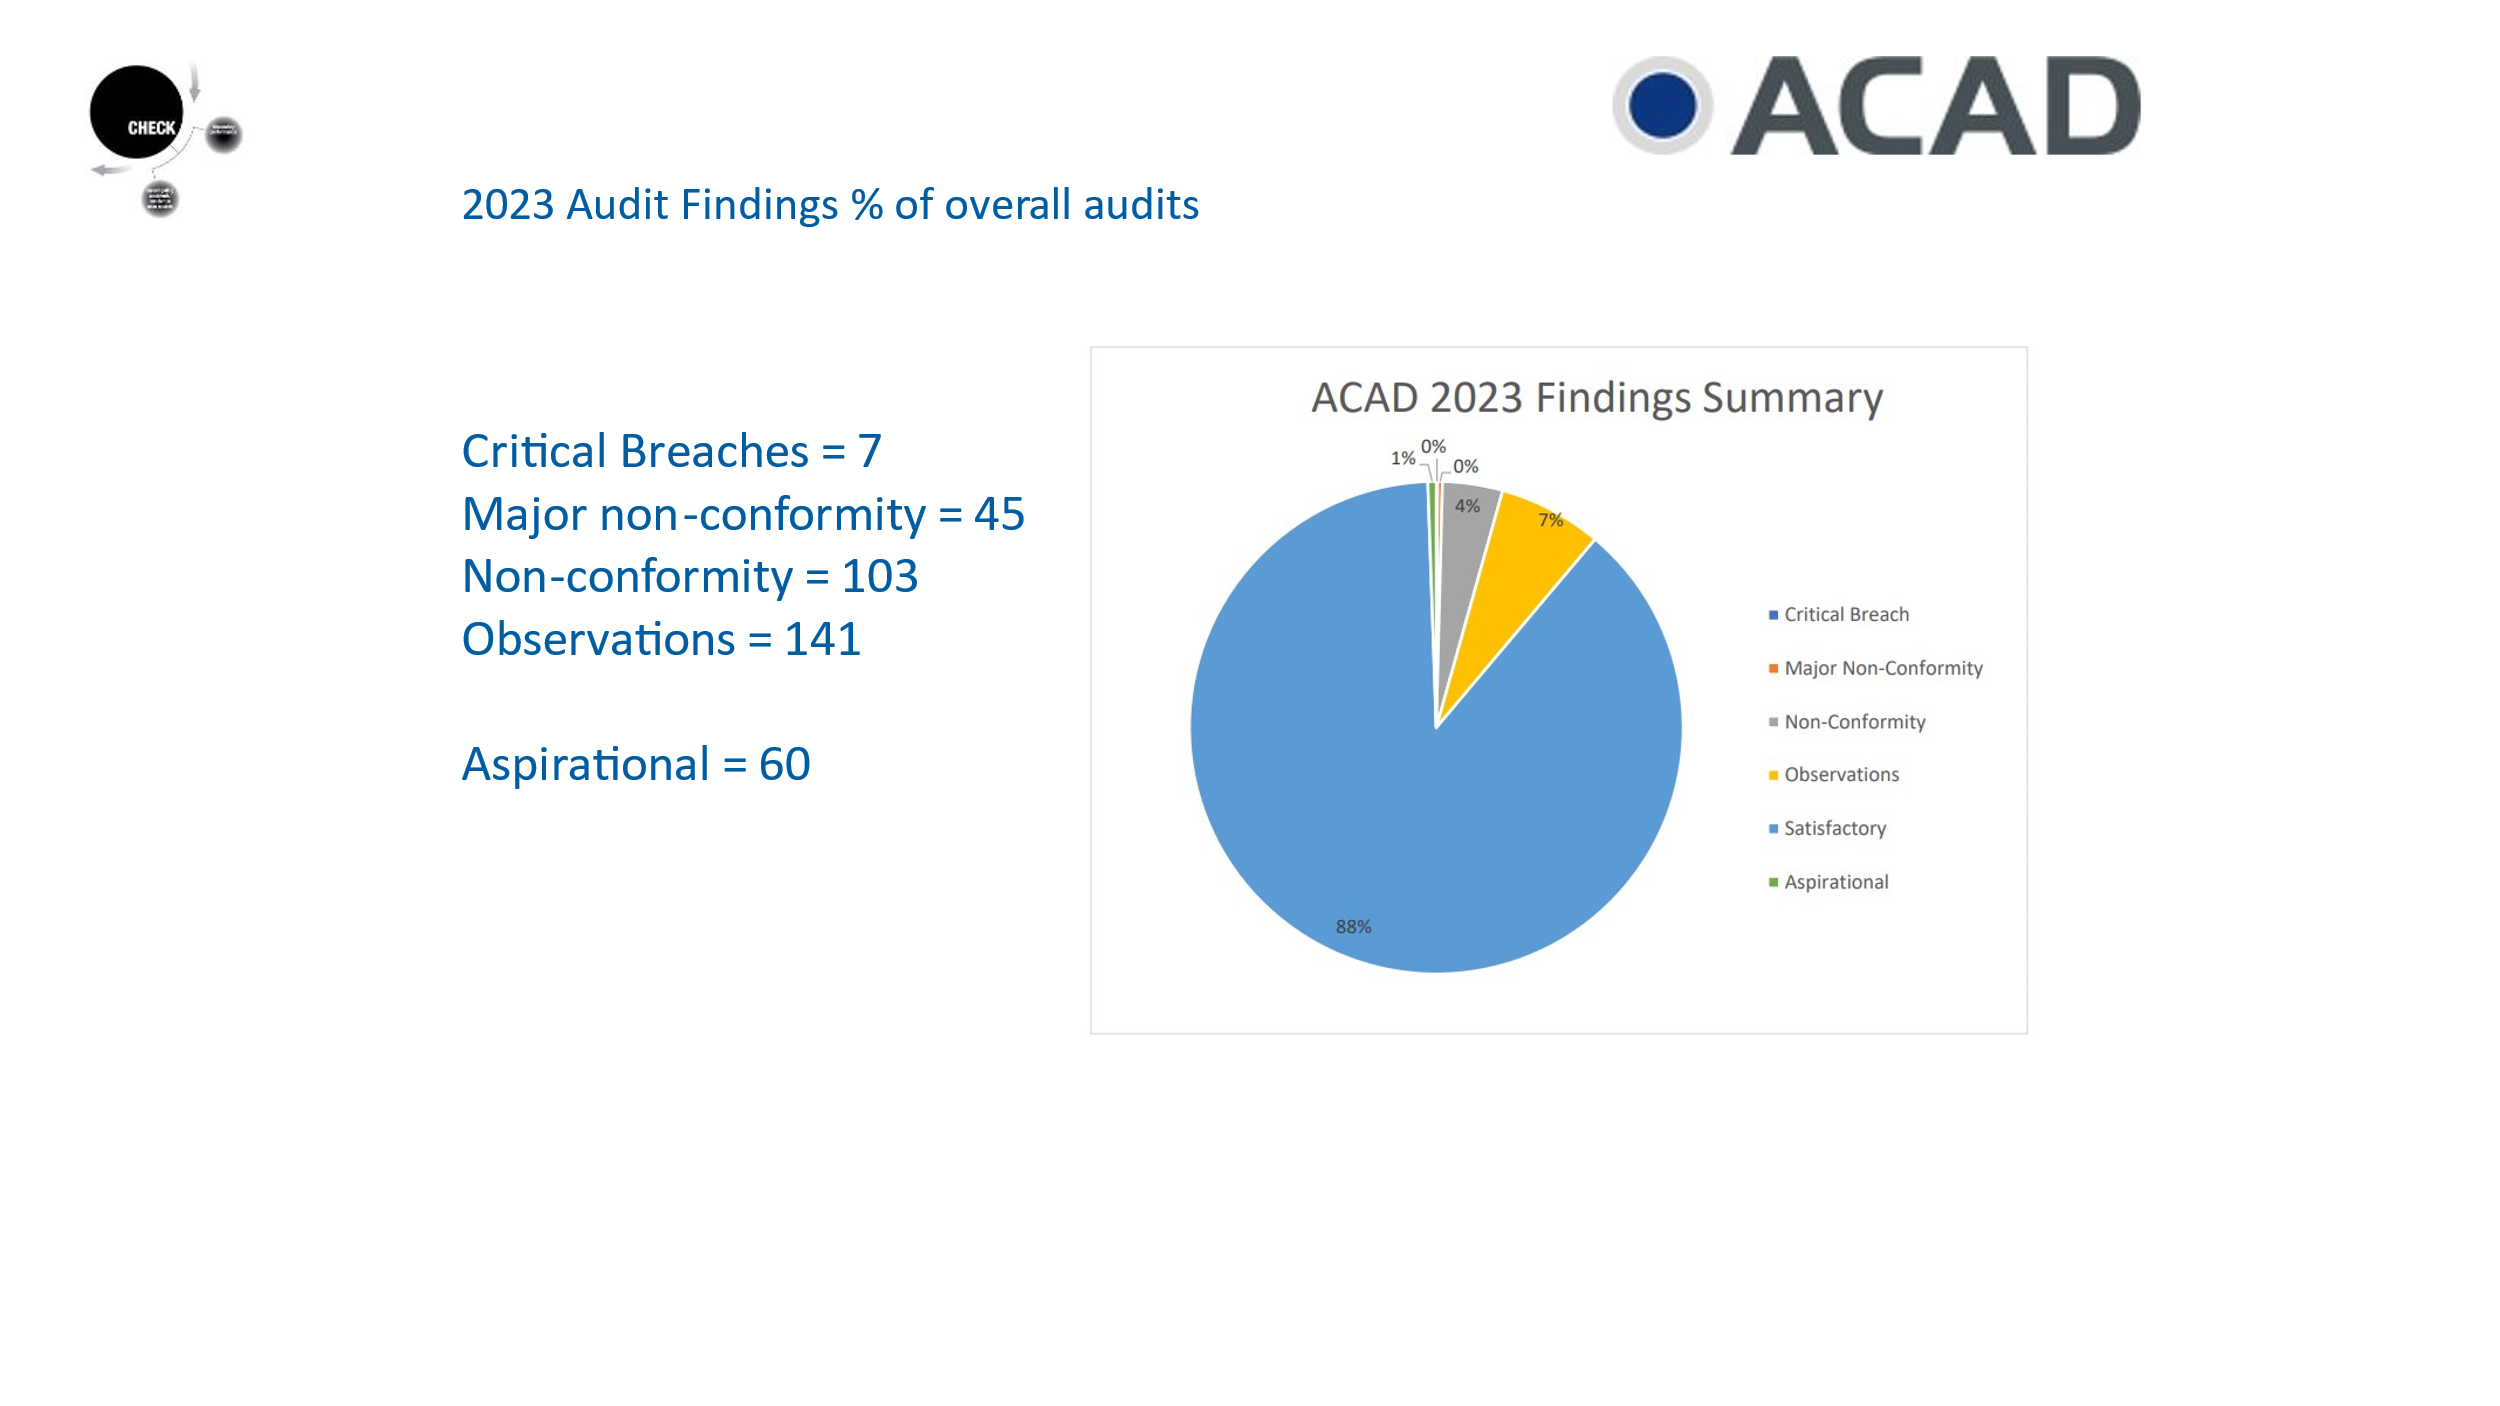 CHECK
ACAD
2023 Audit Findings % of overall audits
Critical Breaches = 7
Major non-conformity = 45
Non-conformity = 103
Observations = 141
Aspirational = 60
ACAD 2023 Findings Summary
1%
0%
0%
4%
7%
88%
Critical Breach
Major Non-Conformity
Non-Conformity
Observations
Satisfactory
Aspirational